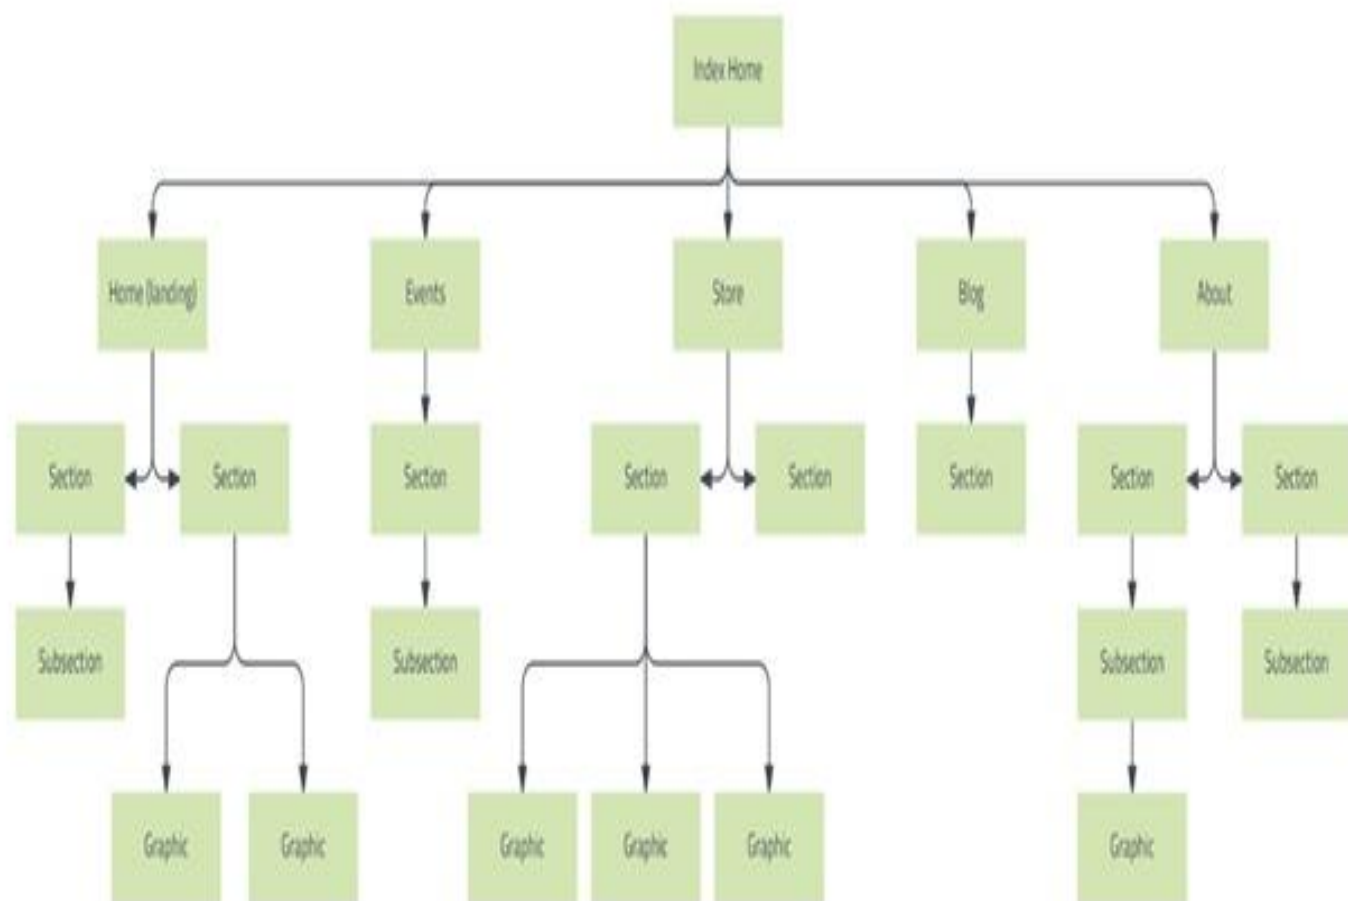 Index Home
Home (landing)
Events
Store
Blog
About
Section
Section
Section
Section
Section
Section
Section
Section
Subsection
Subsection
Subsection
Subsection
Graphic
Graphic
Graphic
Graphic
Graphic
Graphic